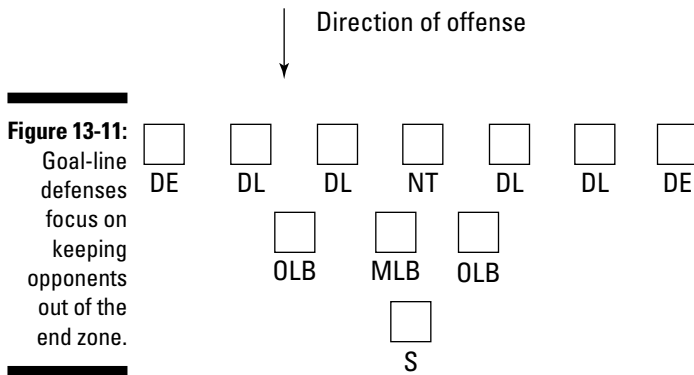 Direction of offense
Figure 13-11:
Goal-line
defenses
focus on
keeping
opponents
out of the
end zone.
DE DL DL NT DL DL DE
OLB MLB OLB
S